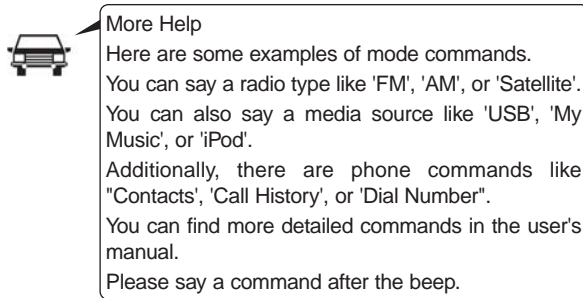 More Help
Here are some examples of mode commands.
You can say a radio type like 'FM', 'AM', or 'Satellite'.
You can also say a media source like 'USB', 'My
Music', or 'iPod'.
Additionally, there are phone commands like
"Contacts', 'Call History', or 'Dial Number".
You can find more detailed commands in the user's
manual.
Please say a command after the beep.